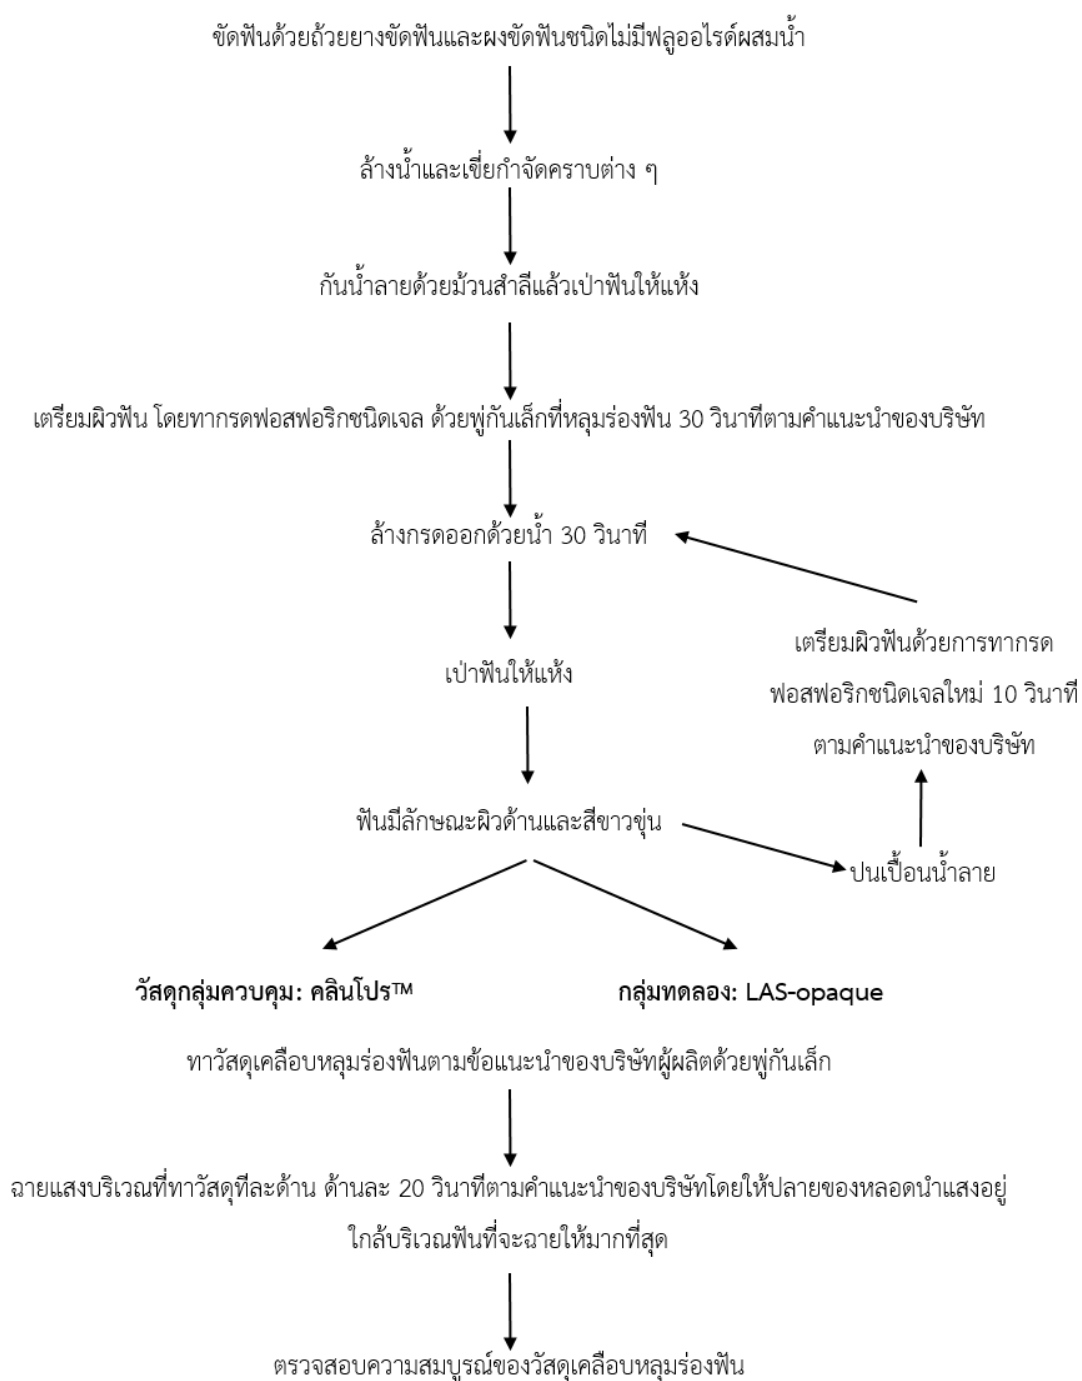 ขัดฟันด้วยถ้วยยางขัดฟันและผงขัดฟันชนิดไม่มีฟลูออไรด์ผสมน้ำ
ล้างน้ำและเขี่ยกำจัดคราบต่าง ๆ
กันน้ำลายด้วยม้วนสำลีแล้วเป่าฟันให้แห้ง
เตรียมผิวฟัน โดยทากรดฟอสฟอริกชนิดเจล ด้วยพู่กันเล็กที่หลุมร่องฟัน 30 วินาทีตามคำแนะนำของบริษัท
ล้างกรดออกด้วยน้ำ 30 วินาที
เตรียมผิวฟันด้วยการทากรด
ฟอสฟอริกชนิดเจลใหม่ 10 วินาที
ตามคำแนะนำของบริษัท
เป่าฟันให้แห้ง
ฟันมีลักษณะผิวด้านและสีขาวขุ่น
ปนเปื้อนน้ำลาย
วัสดุกลุ่มควบคุม: คลินโปร™
กลุ่มทดลอง: LAS-opaque
ทาวัสดุเคลือบหลุมร่องฟันตามข้อแนะนำของบริษัทผู้ผลิตด้วยพู่กันเล็ก
ฉายแสงบริเวณที่ทาวัสดุทีละด้าน ด้านละ 20 วินาทีตามคำแนะนำของบริษัทโดยให้ปลายของหลอดนำแสงอยู่
ใกล้บริเวณฟันที่จะฉายให้มากที่สุด
ตรวจสอบความสมบูรณ์ของวัสดุเคลือบหลุมร่องฟัน